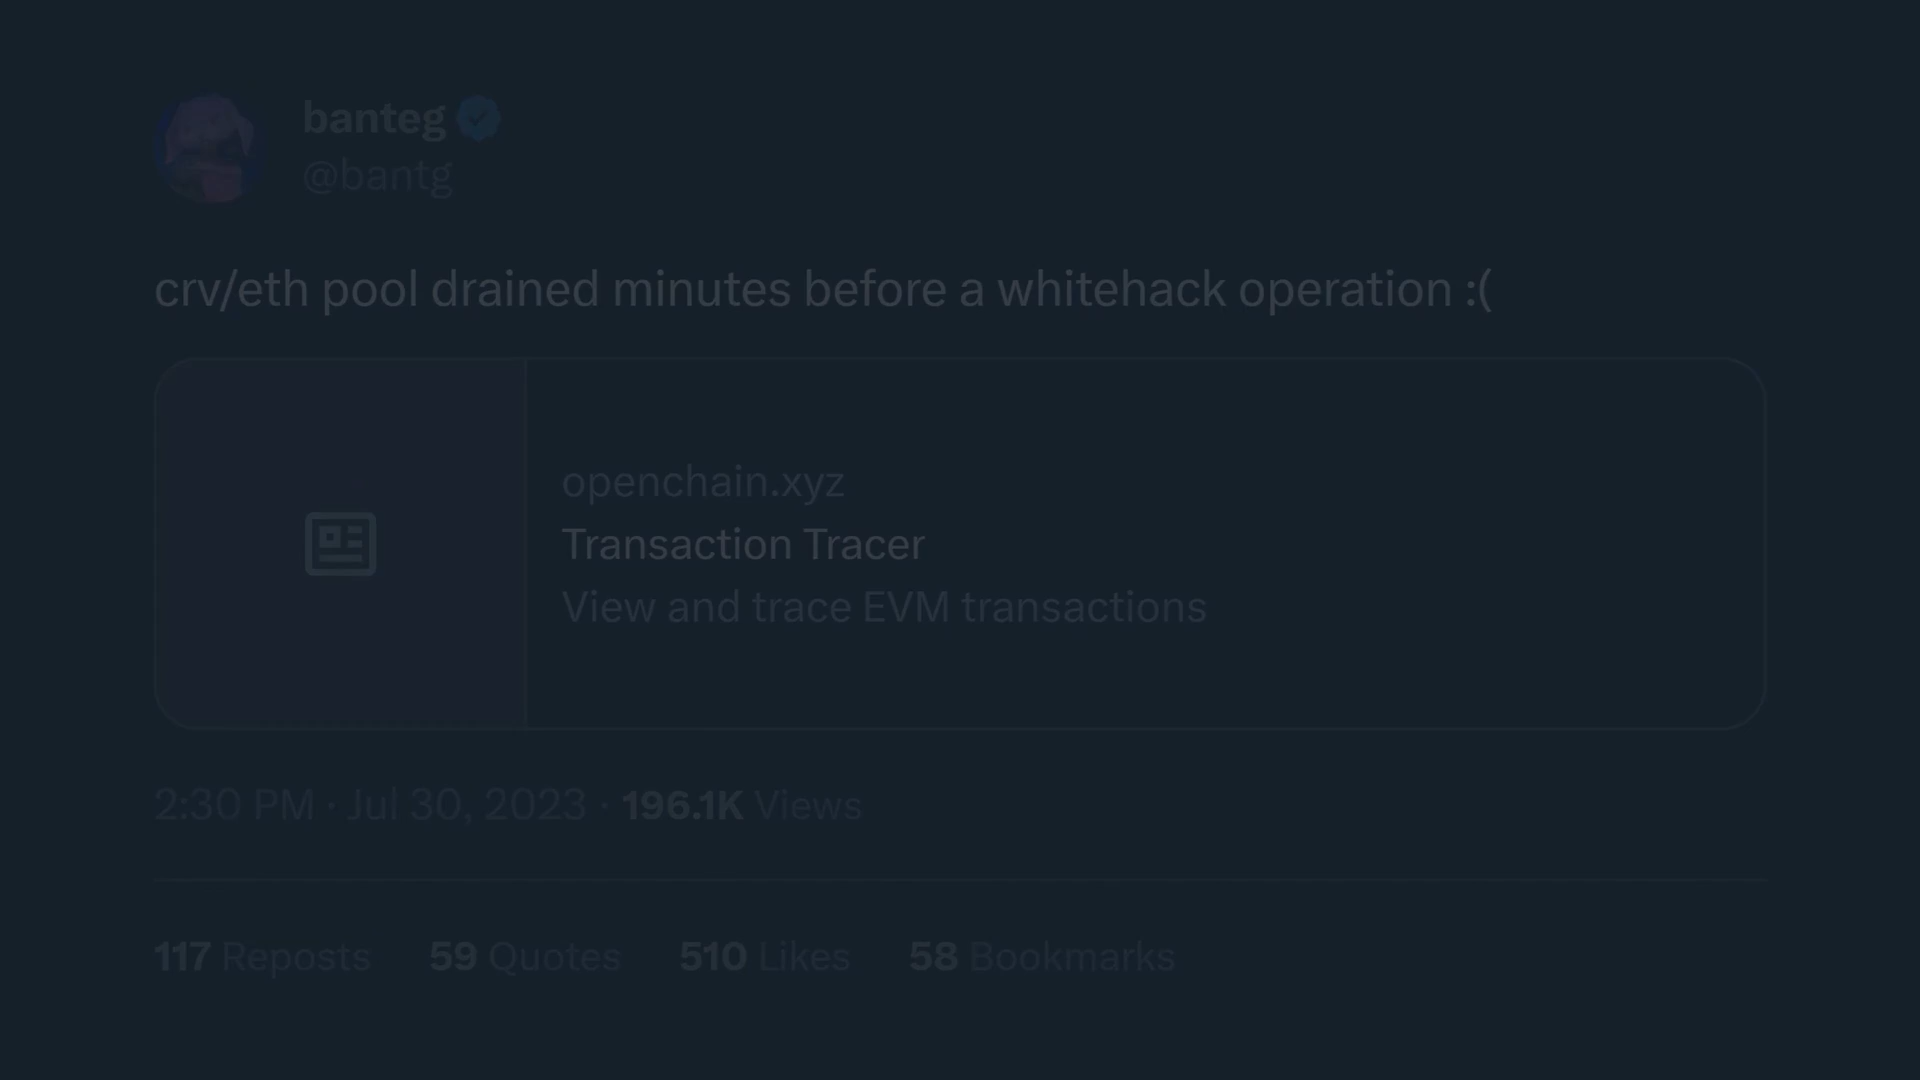 banteg
@bantg
crv/eth pool drained minutes before a whitehack operation :(
openchain.xyz
Transaction Tracer
View and trace EVM transactions
2:30 PM · Jul 30, 2023 · 196.1K Views
117 Reposts 59 Quotes 510 Likes 58 Bookmarks